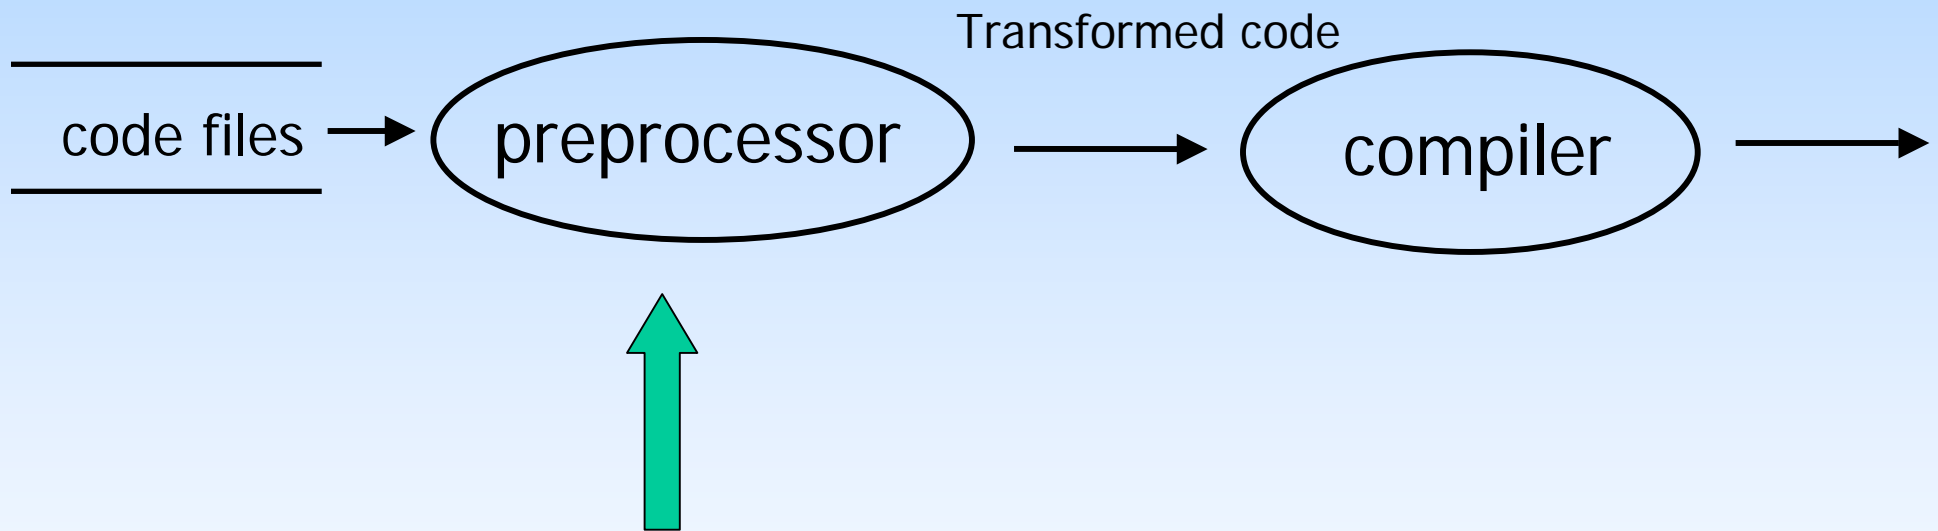 Transformed code
code files
preprocessor
compiler